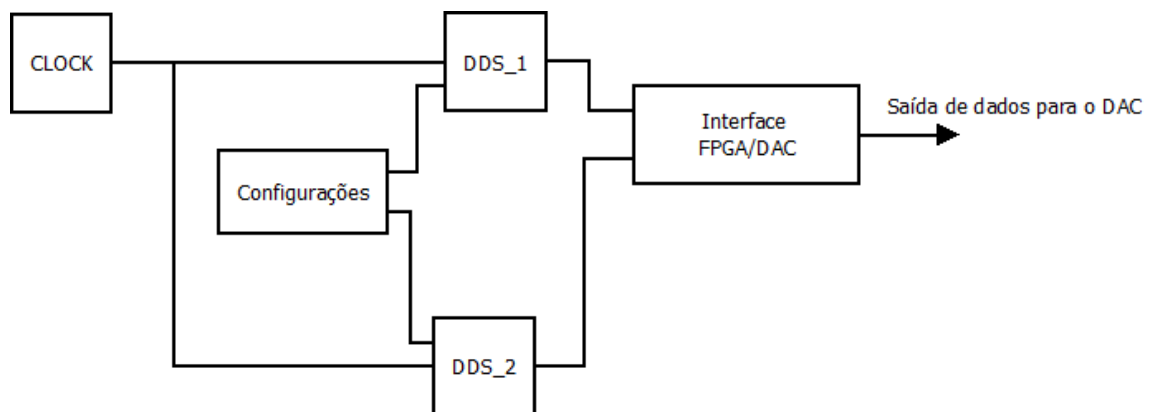 CLOCK
DDS_1
Interface
FPGA/DAC
Saída de dados para o DAC
Configurações
DDS_2